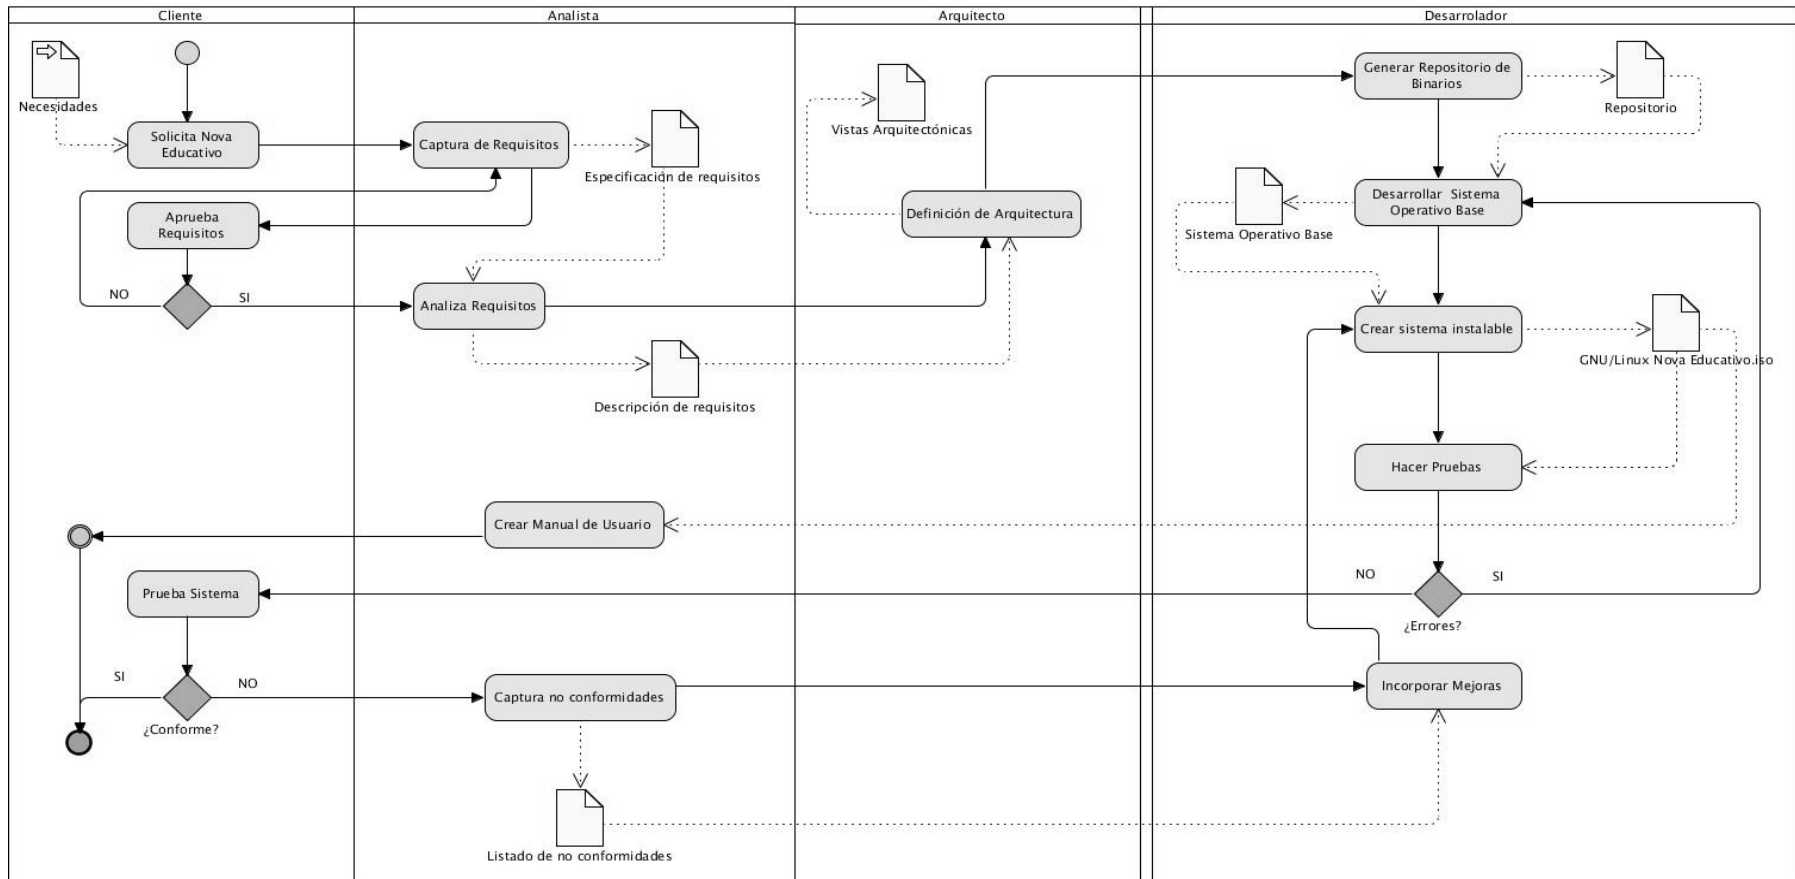 Cliente
Analista
Arquitecto
Desarrolador
Necesidades
Solicita Nova
Educativo
Captura de Requisitos
Especificación de requisitos
Aprueba
Requisitos
NO
SI
Analiza Requisitos
Descripción de requisitos
Vistas Arquitectónicas
Definición de Arquitectura
Generar Repositorio de
Binarios
Repositorio
Desarrollar Sistema
Operativo Base
Sistema Operativo Base
Crear sistema instalable
GNU/Linux Nova Educativo.iso
Hacer Pruebas
Crear Manual de Usuario
NO
SI
¿Errores?
Prueba Sistema
SI
NO
¿Conforme?
Captura no conformidades
Incorporar Mejoras
Listado de no conformidades